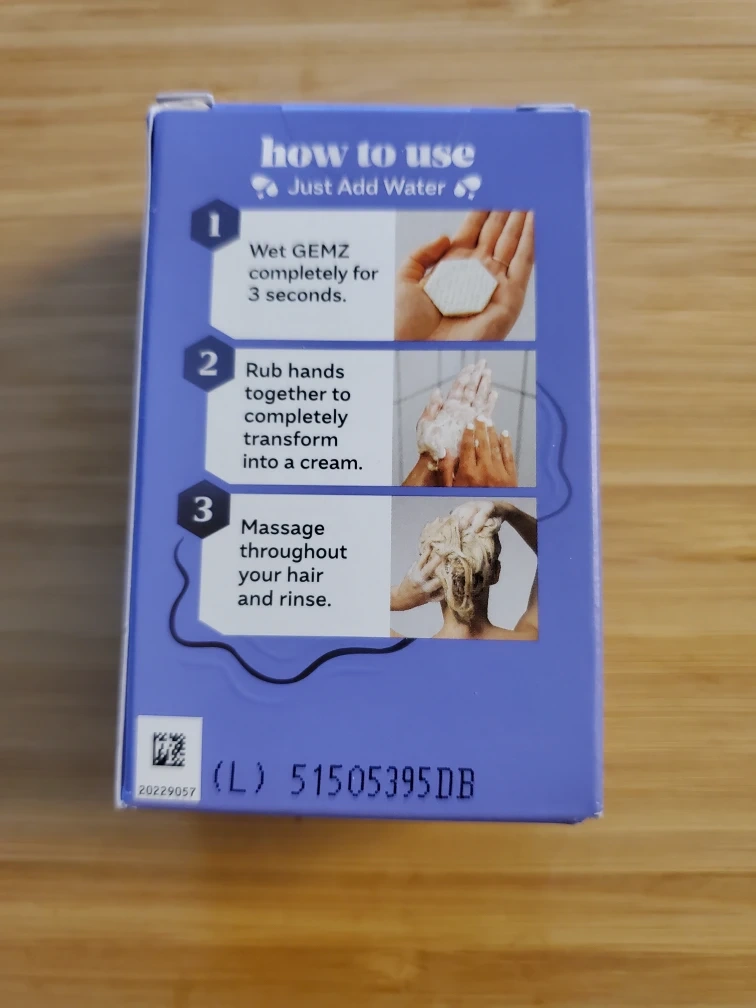 how to use
Just Add Water
1
Wet GEMZ
completely for
3 seconds.
2
Rub hands
together to
completely
transform
into a cream.
3
Massage
throughout
your hair
and rinse.
20229057
(L) 51505395DB